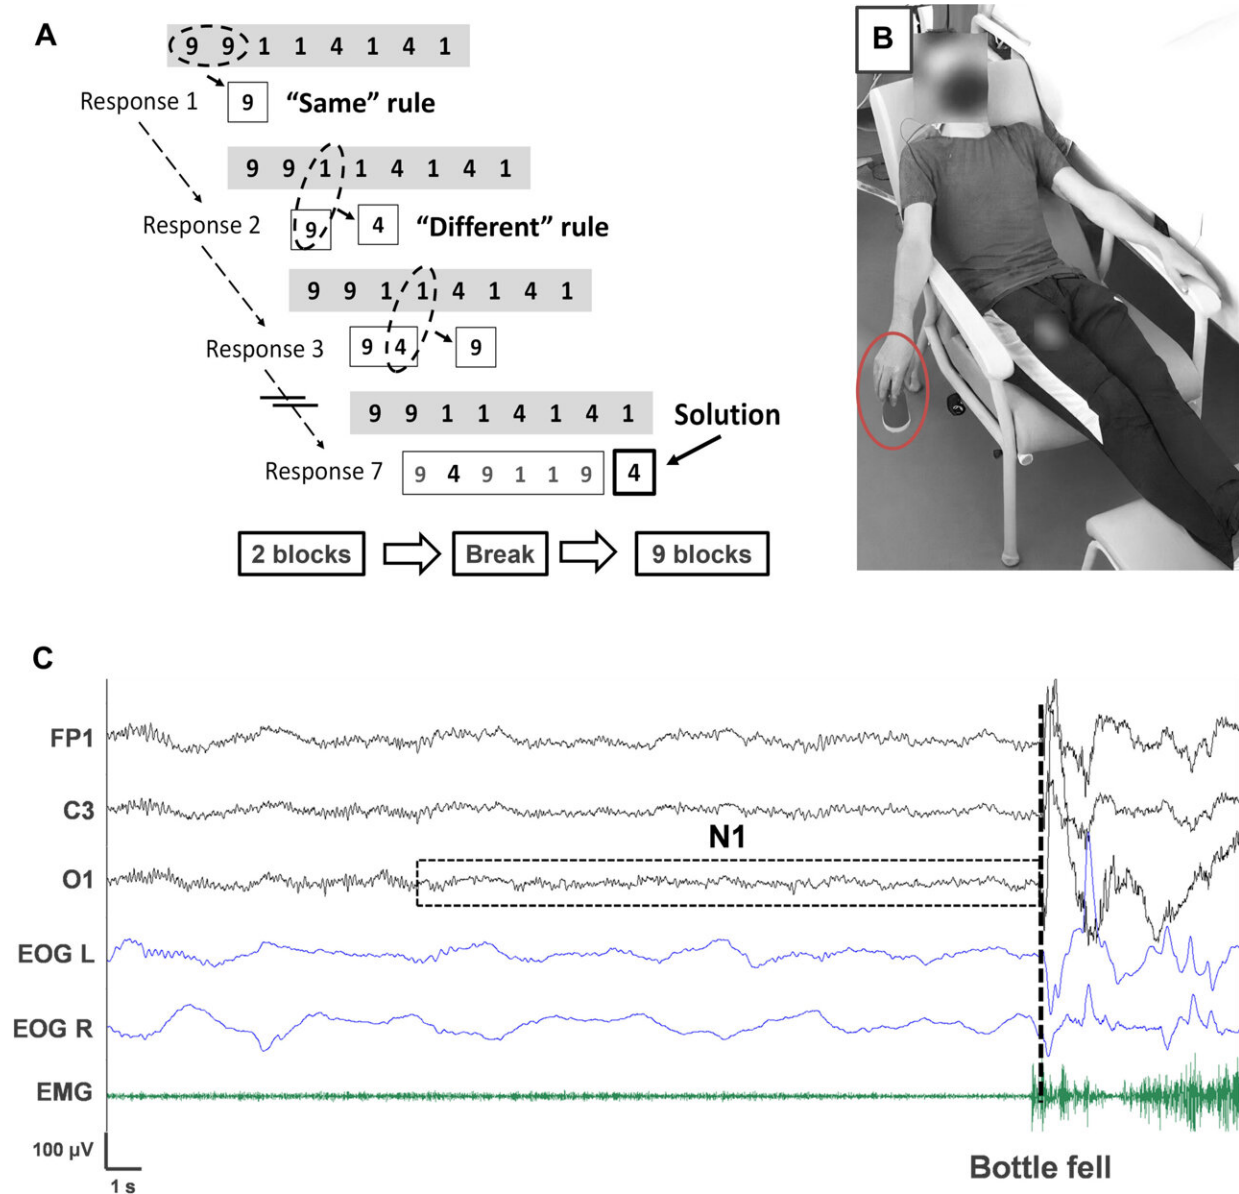 A
9 9 1 1 4 1 4 1
Response 1
9
“Same” rule
9 9 1 1 4 1 4 1
Response 2
9
4
“Different” rule
9 9 1 1 4 1 4 1
Response 3
9 4
9
9 9 1 1 4 1 4 1
Solution
Response 7
9 4 9 1 1 9
4
2 blocks
Break
9 blocks
B
C
FP1
C3
N1
O1
EOG L
EOG R
EMG
100 µV
1 s
Bottle fell